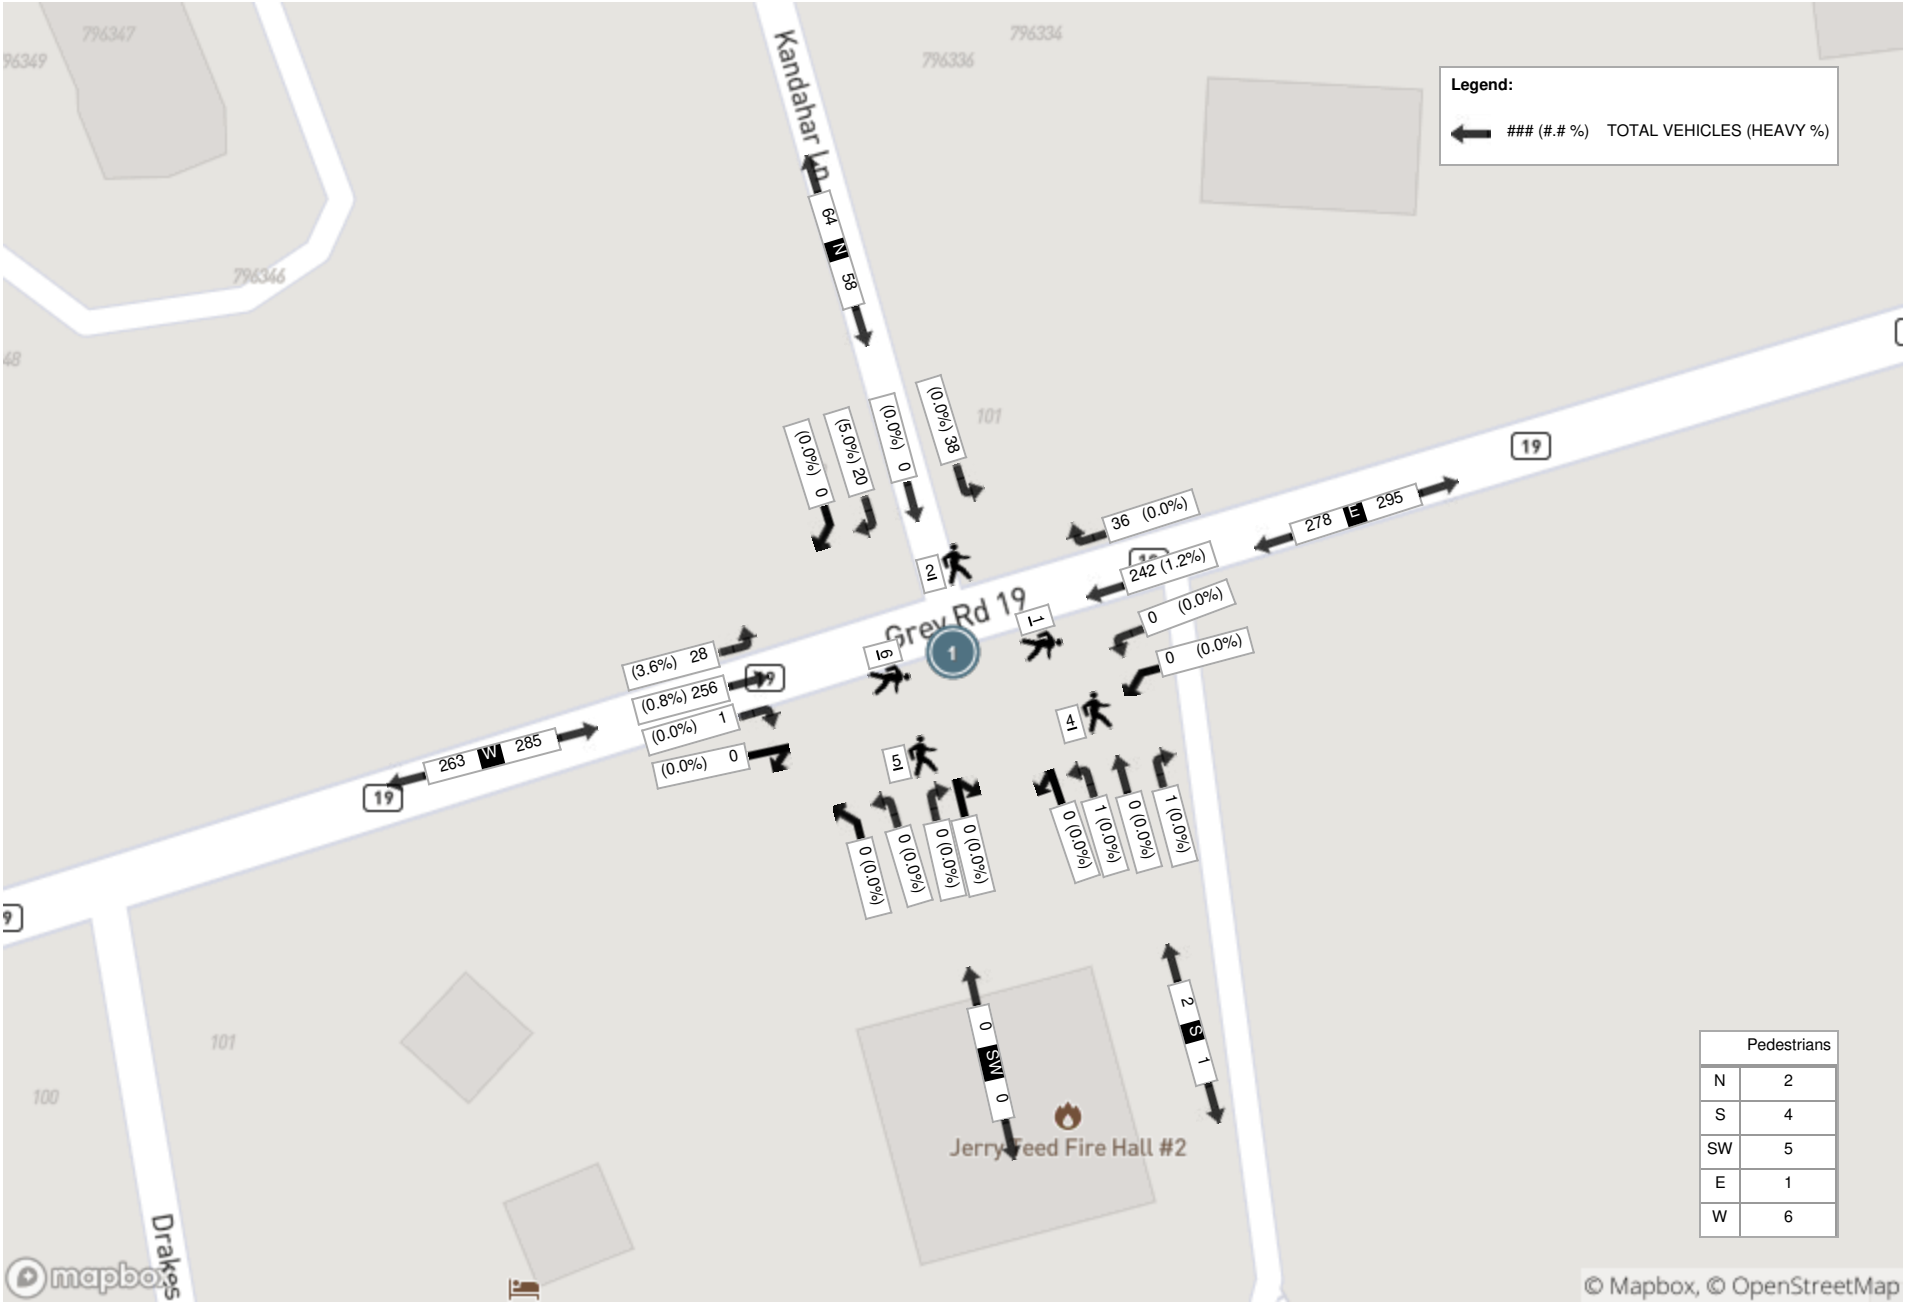 796347
796349
796334
796336
Kandahar Ln
Legend:
### (#.# %) TOTAL VEHICLES (HEAVY %)
64 N 58
796346
48
101
(0.0%) 0
(5.0%) 20
(0.0%) 0
(0.0%) 38
19
36 (0.0%)
278 E 295
242 (1.2%)
0 (0.0%)
0 (0.0%)
2
Grey Rd 19
1
1
6
(3.6%) 28
(0.8%) 256
19
(0.0%) 1
(0.0%) 0
263 W 285
19
4
5
0 (0.0%)
0 (0.0%)
0 (0.0%)
0 (0.0%)
0 (0.0%)
1 (0.0%)
0 (0.0%)
1 (0.0%)
9
0 SW 0
2 S 1
101
100
Jerry Feed Fire Hall #2
Drakes
Pedestrians
N 2
S 4
SW 5
E 1
W 6
mapbox
© Mapbox, © OpenStreetMap